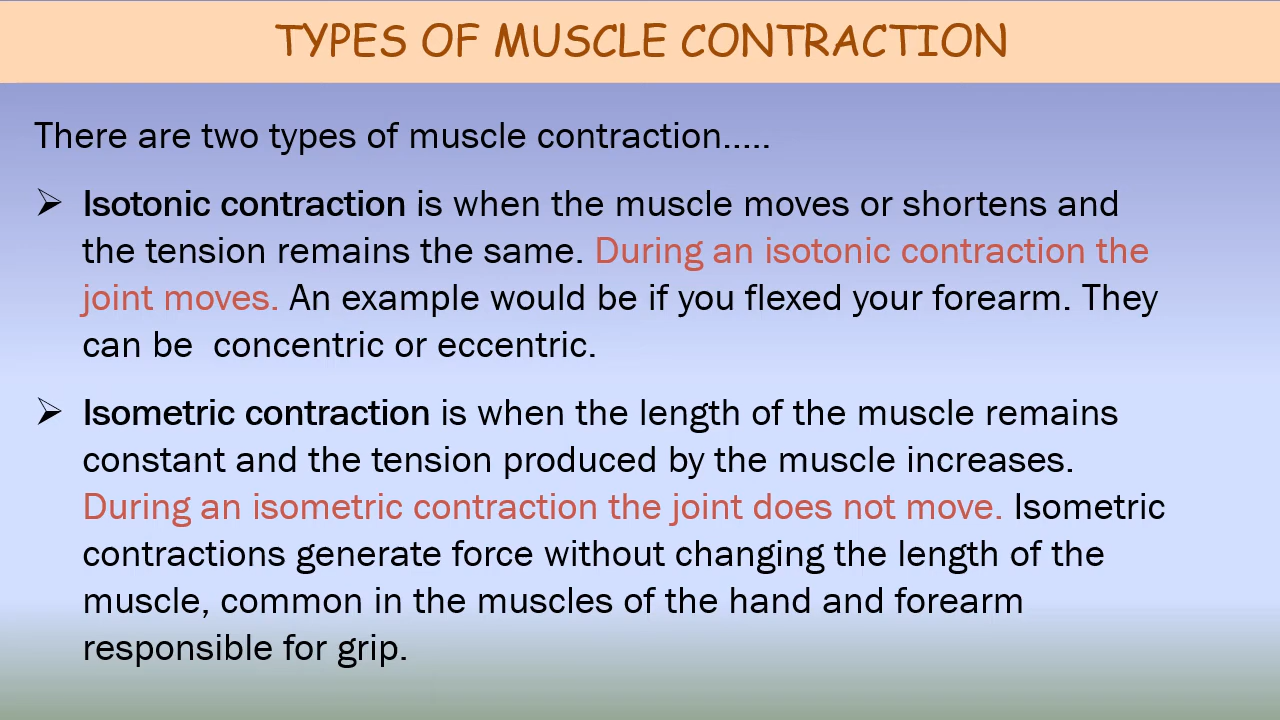 TYPES OF MUSCLE CONTRACTION
There are two types of muscle contraction.....
➢ Isotonic contraction is when the muscle moves or shortens and
the tension remains the same. During an isotonic contraction the
joint moves. An example would be if you flexed your forearm. They
can be  concentric or eccentric.
➢ Isometric contraction is when the length of the muscle remains
constant and the tension produced by the muscle increases.
During an isometric contraction the joint does not move. Isometric
contractions generate force without changing the length of the
muscle, common in the muscles of the hand and forearm
responsible for grip.